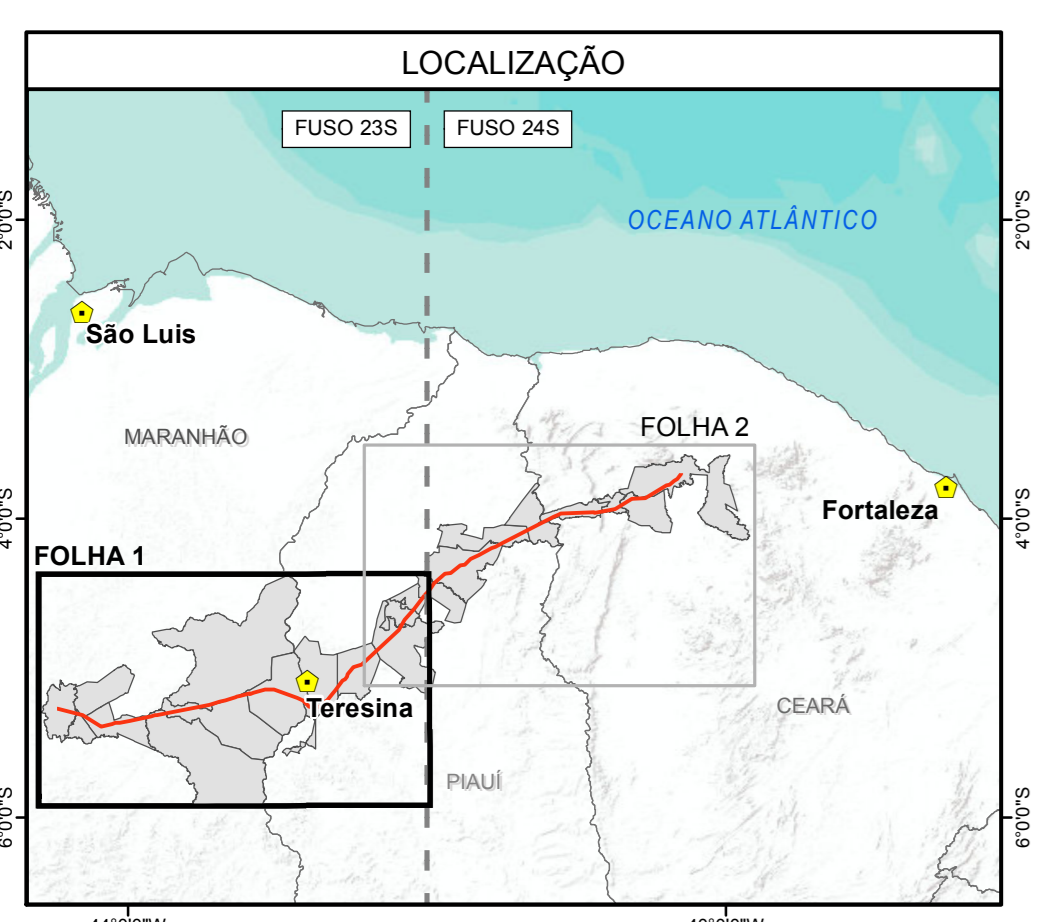 LOCALIZAÇÃO
FUSO 23S
FUSO 24S
2°0'0"S
2°0'0"S
OCEANO ATLÂNTICO
São Luis
MARANHÃO
FOLHA 2
Fortaleza
4°0'0"S
4°0'0"S
FOLHA 1
Teresina
CEARÁ
PIAUÍ
6°0'0"S
6°0'0"S